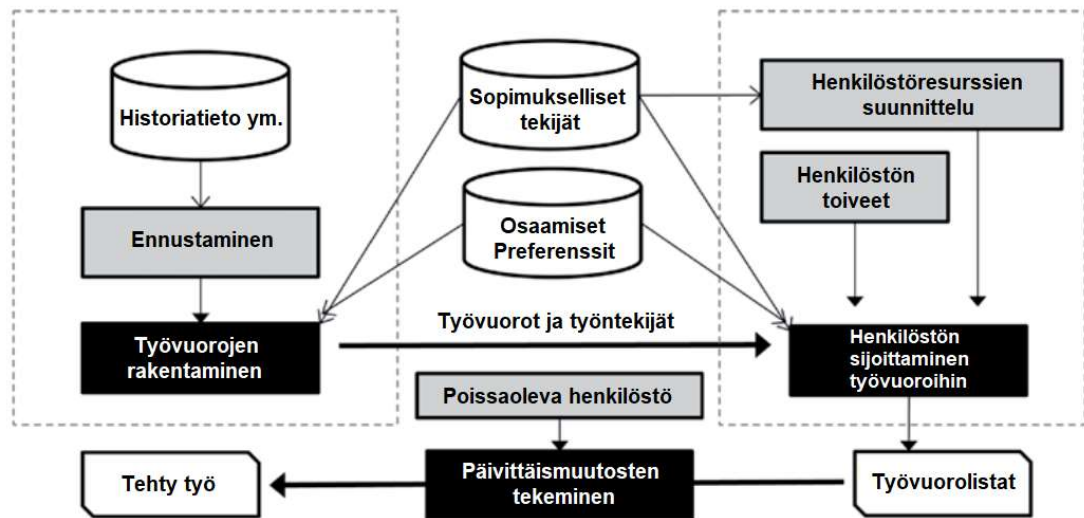 Historiatieto ym.
Ennustaminen
Työvuorojen
rakentaminen
Sopimukselliset
tekijät
Osaamiset
Preferenssit
Työvuorot ja työntekijät
Henkilöstöresurssien
suunnittelu
Henkilöstön
toiveet
Henkilöstön
sijoittaminen
työvuoroihin
Poissaoleva henkilöstö
Tehty työ
Päivittäismuutosten
tekeminen
Työvuorolistat